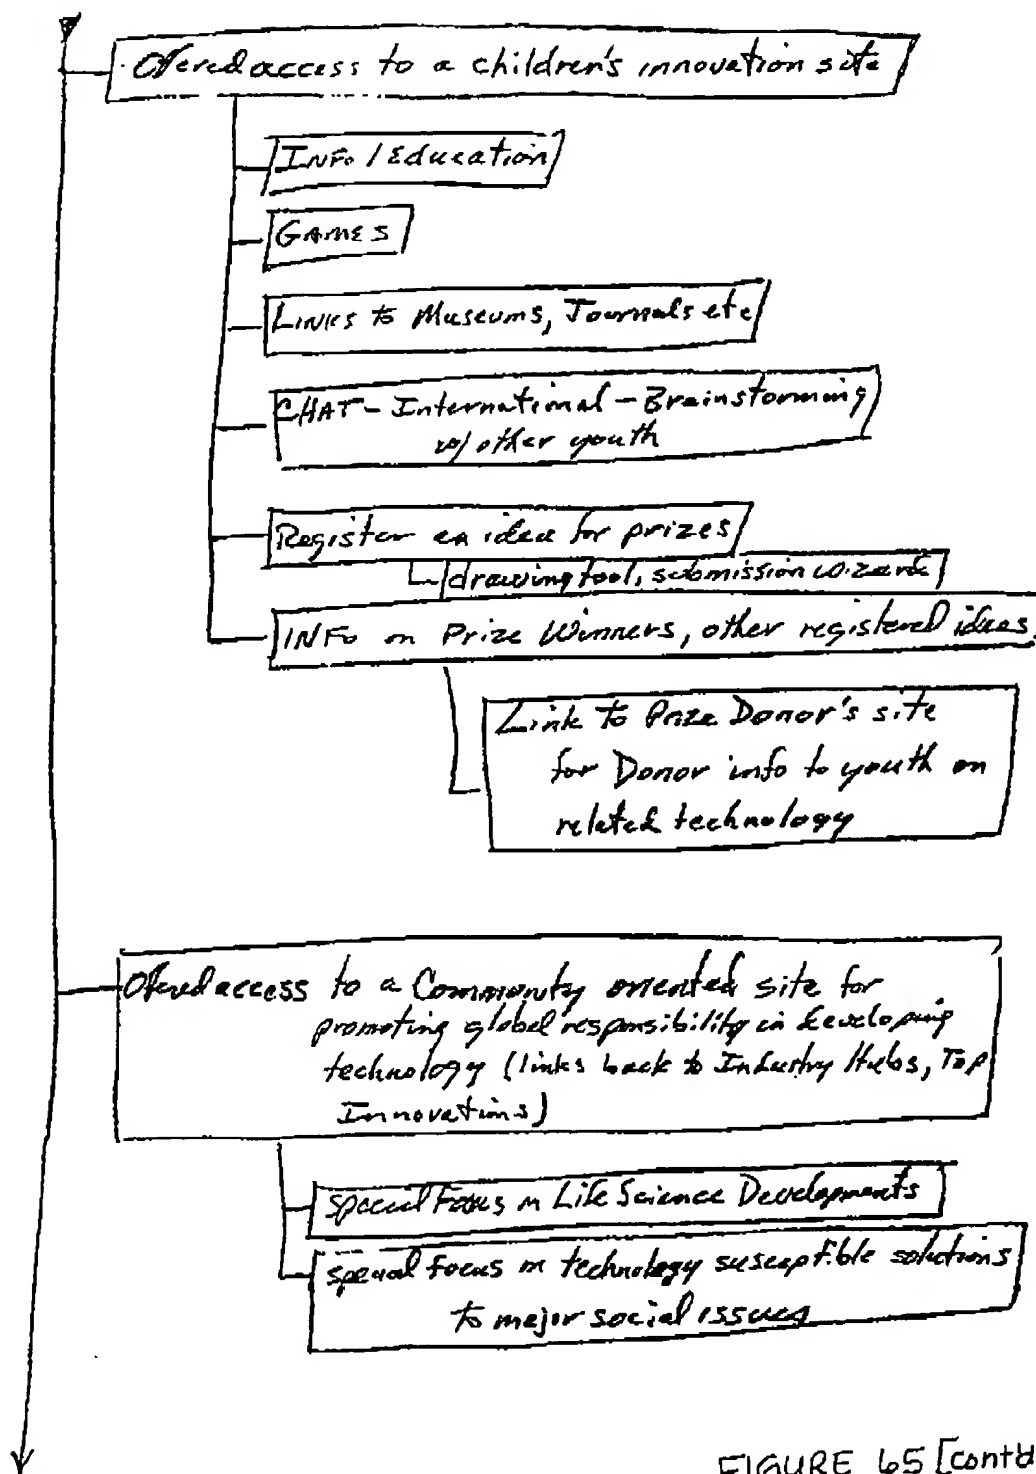 Offered access to a children's innovation site
INFO / Education
GAMES
LINKS to Museums, Journals etc
CHAT - International - Brainstorming
w/ other youth
Register an idea for prizes
drawing tool, submission wizard
INFO on Prize Winners, other registered ideas
Link to Prize Donor's site
for Donor info to youth on
related technology
Offered access to a Community oriented site for
promoting global responsibility in developing
technology (links back to Industry Hubs, Top
Innovations)
special Focus on Life Science Developments
special focus on technology susceptible solutions
to major social issues
FIGURE 65 [cont'd